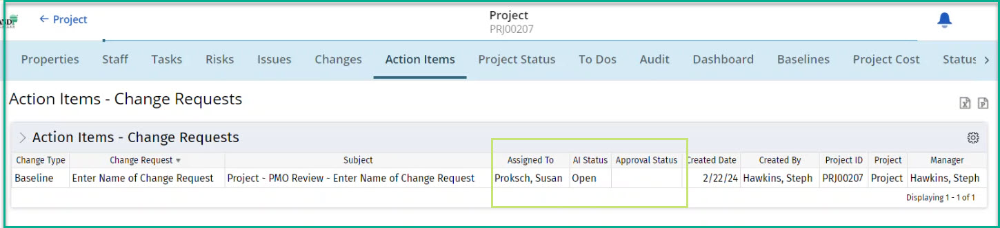 ← Project
Project
PRJ00207
Properties Staff Tasks Risks Issues Changes Action Items Project Status To Dos Audit Dashboard Baselines Project Cost Status
Action Items - Change Requests
Action Items - Change Requests
Change Type Change Request Subject Assigned To AI Status Approval Status Created Date Created By Project ID Project Manager
Baseline Enter Name of Change Request Project - PMO Review - Enter Name of Change Request Proksch, Susan Open 2/22/24 Hawkins, Steph PRJ00207 Project Hawkins, Steph
Displaying 1 - 1 of 1